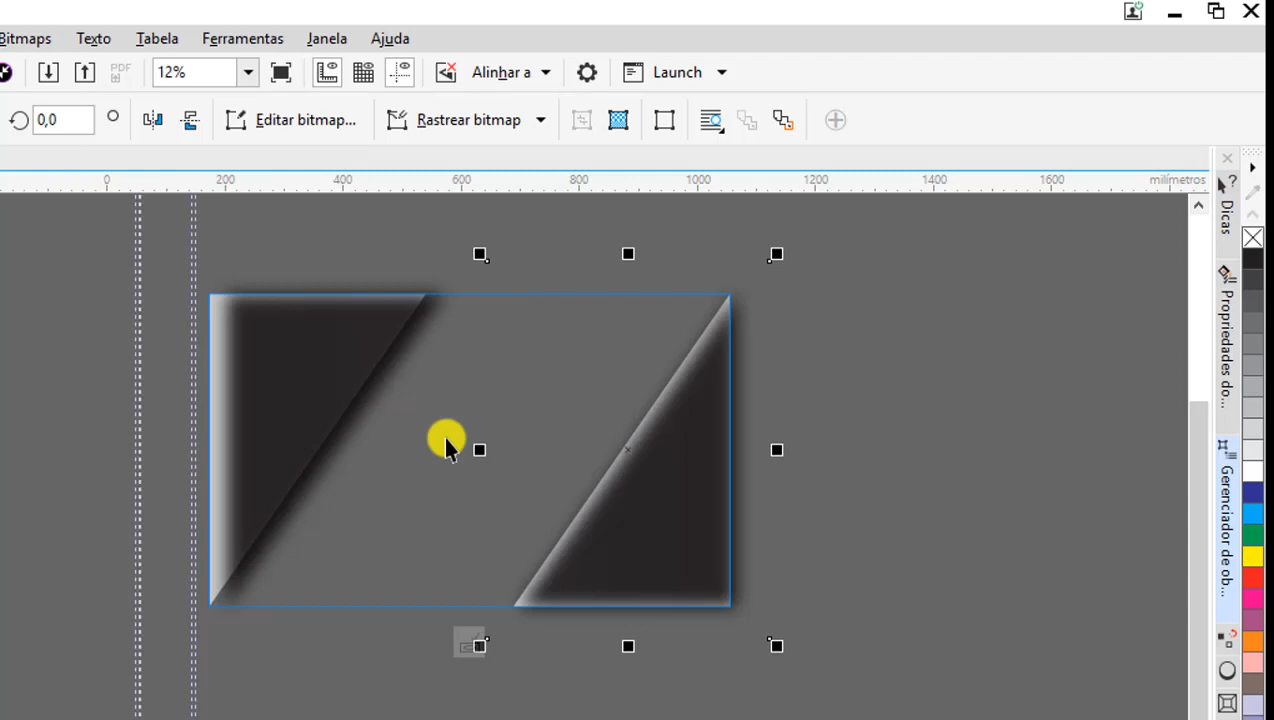 Bitmaps Texto Tabela Ferramentas Janela Ajuda
PDF 12% Alinhar a Launch
0,0 Editar bitmap... Rastrear bitmap
0 200 400 600 800 1000 1200 1400 1600 milímetros
Dicas
Propriedades do...
Gerenciador de ob...